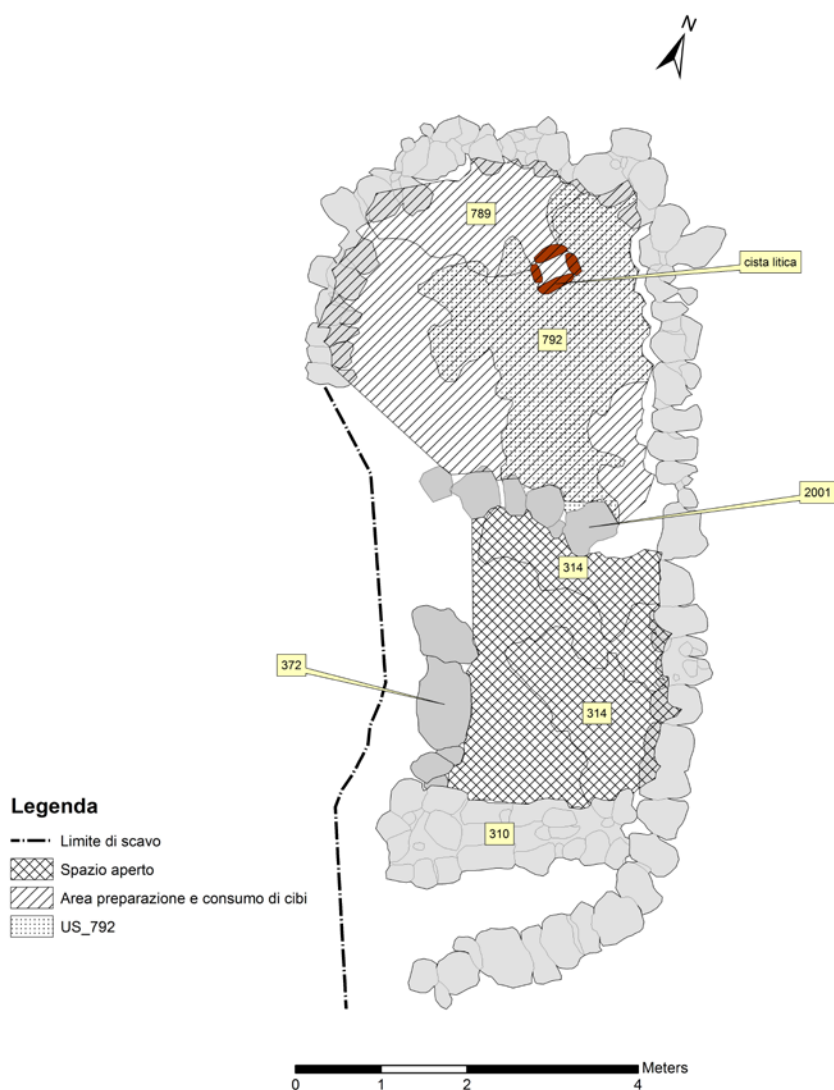 N
789
cista litica
792
2001
314
372
314
310
Legenda
Limite di scavo
Spazio aperto
Area preparazione e consumo di cibi
US_792
Meters
0 1 2 4